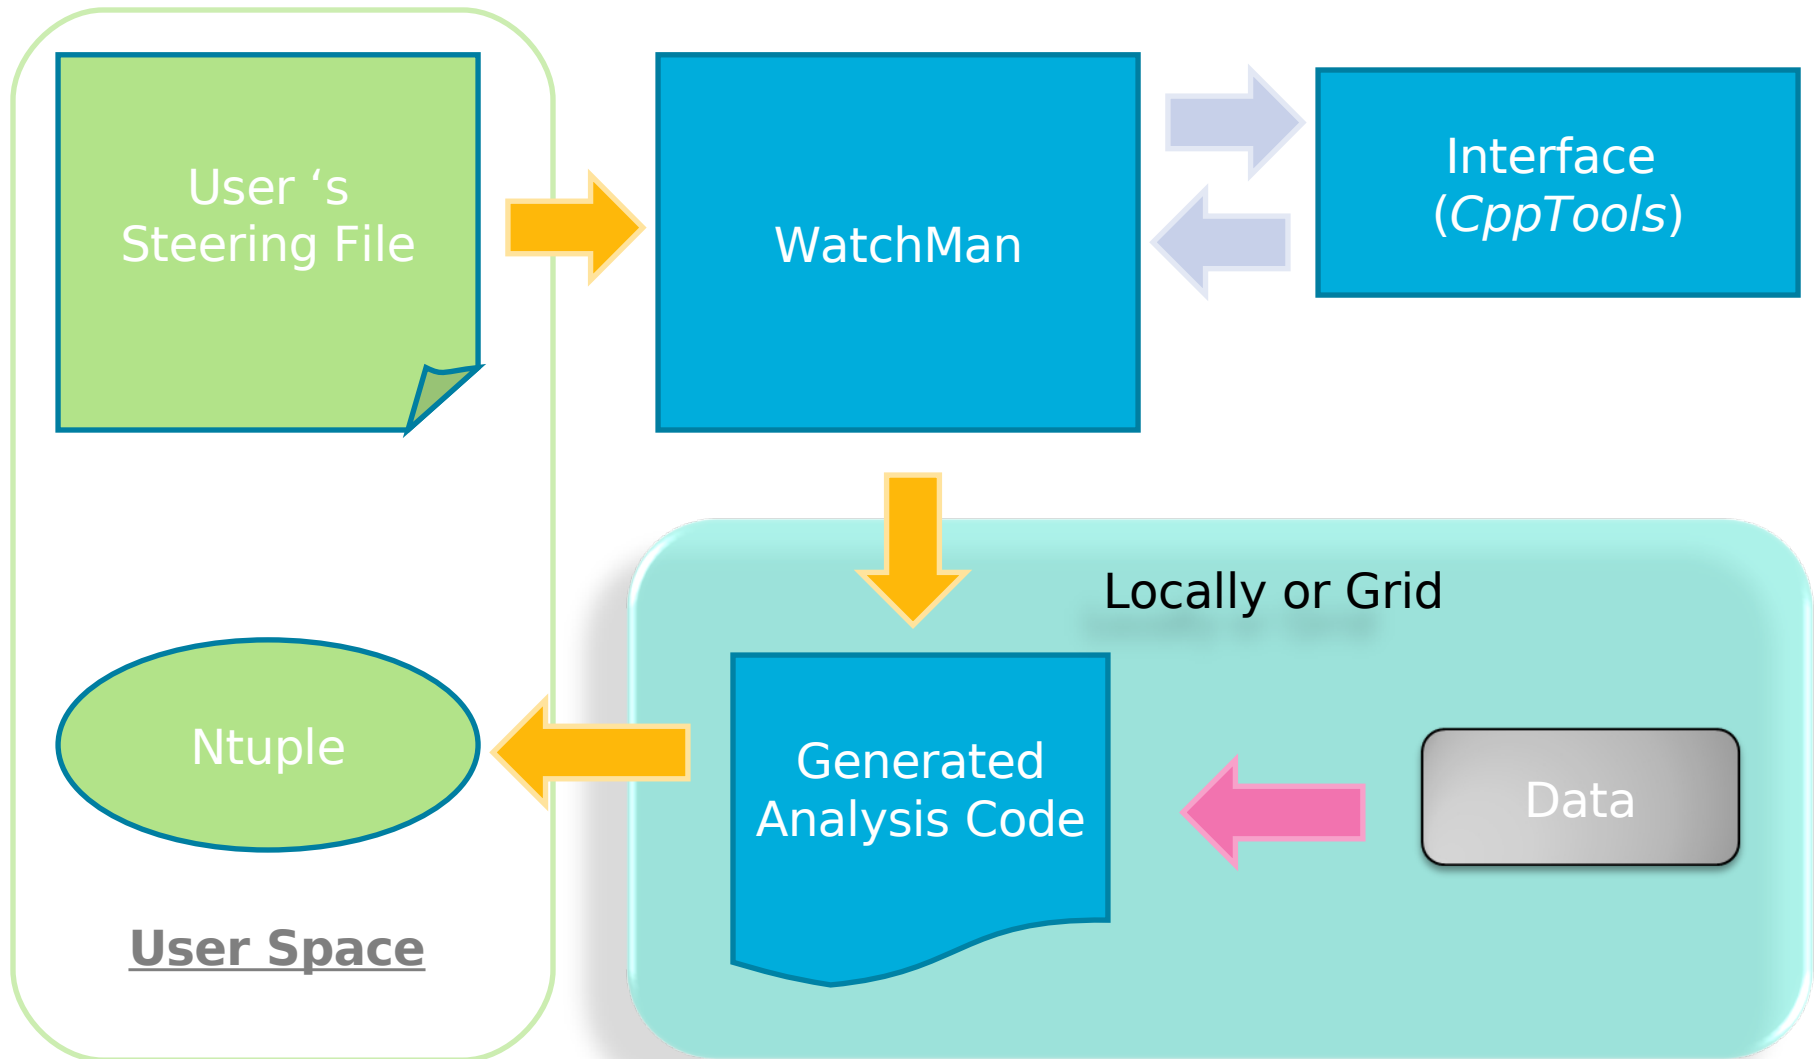 User ‘s
Steering File
WatchMan
Interface
(CppTools)
Locally or Grid
Ntuple
Generated
Analysis Code
Data
User Space